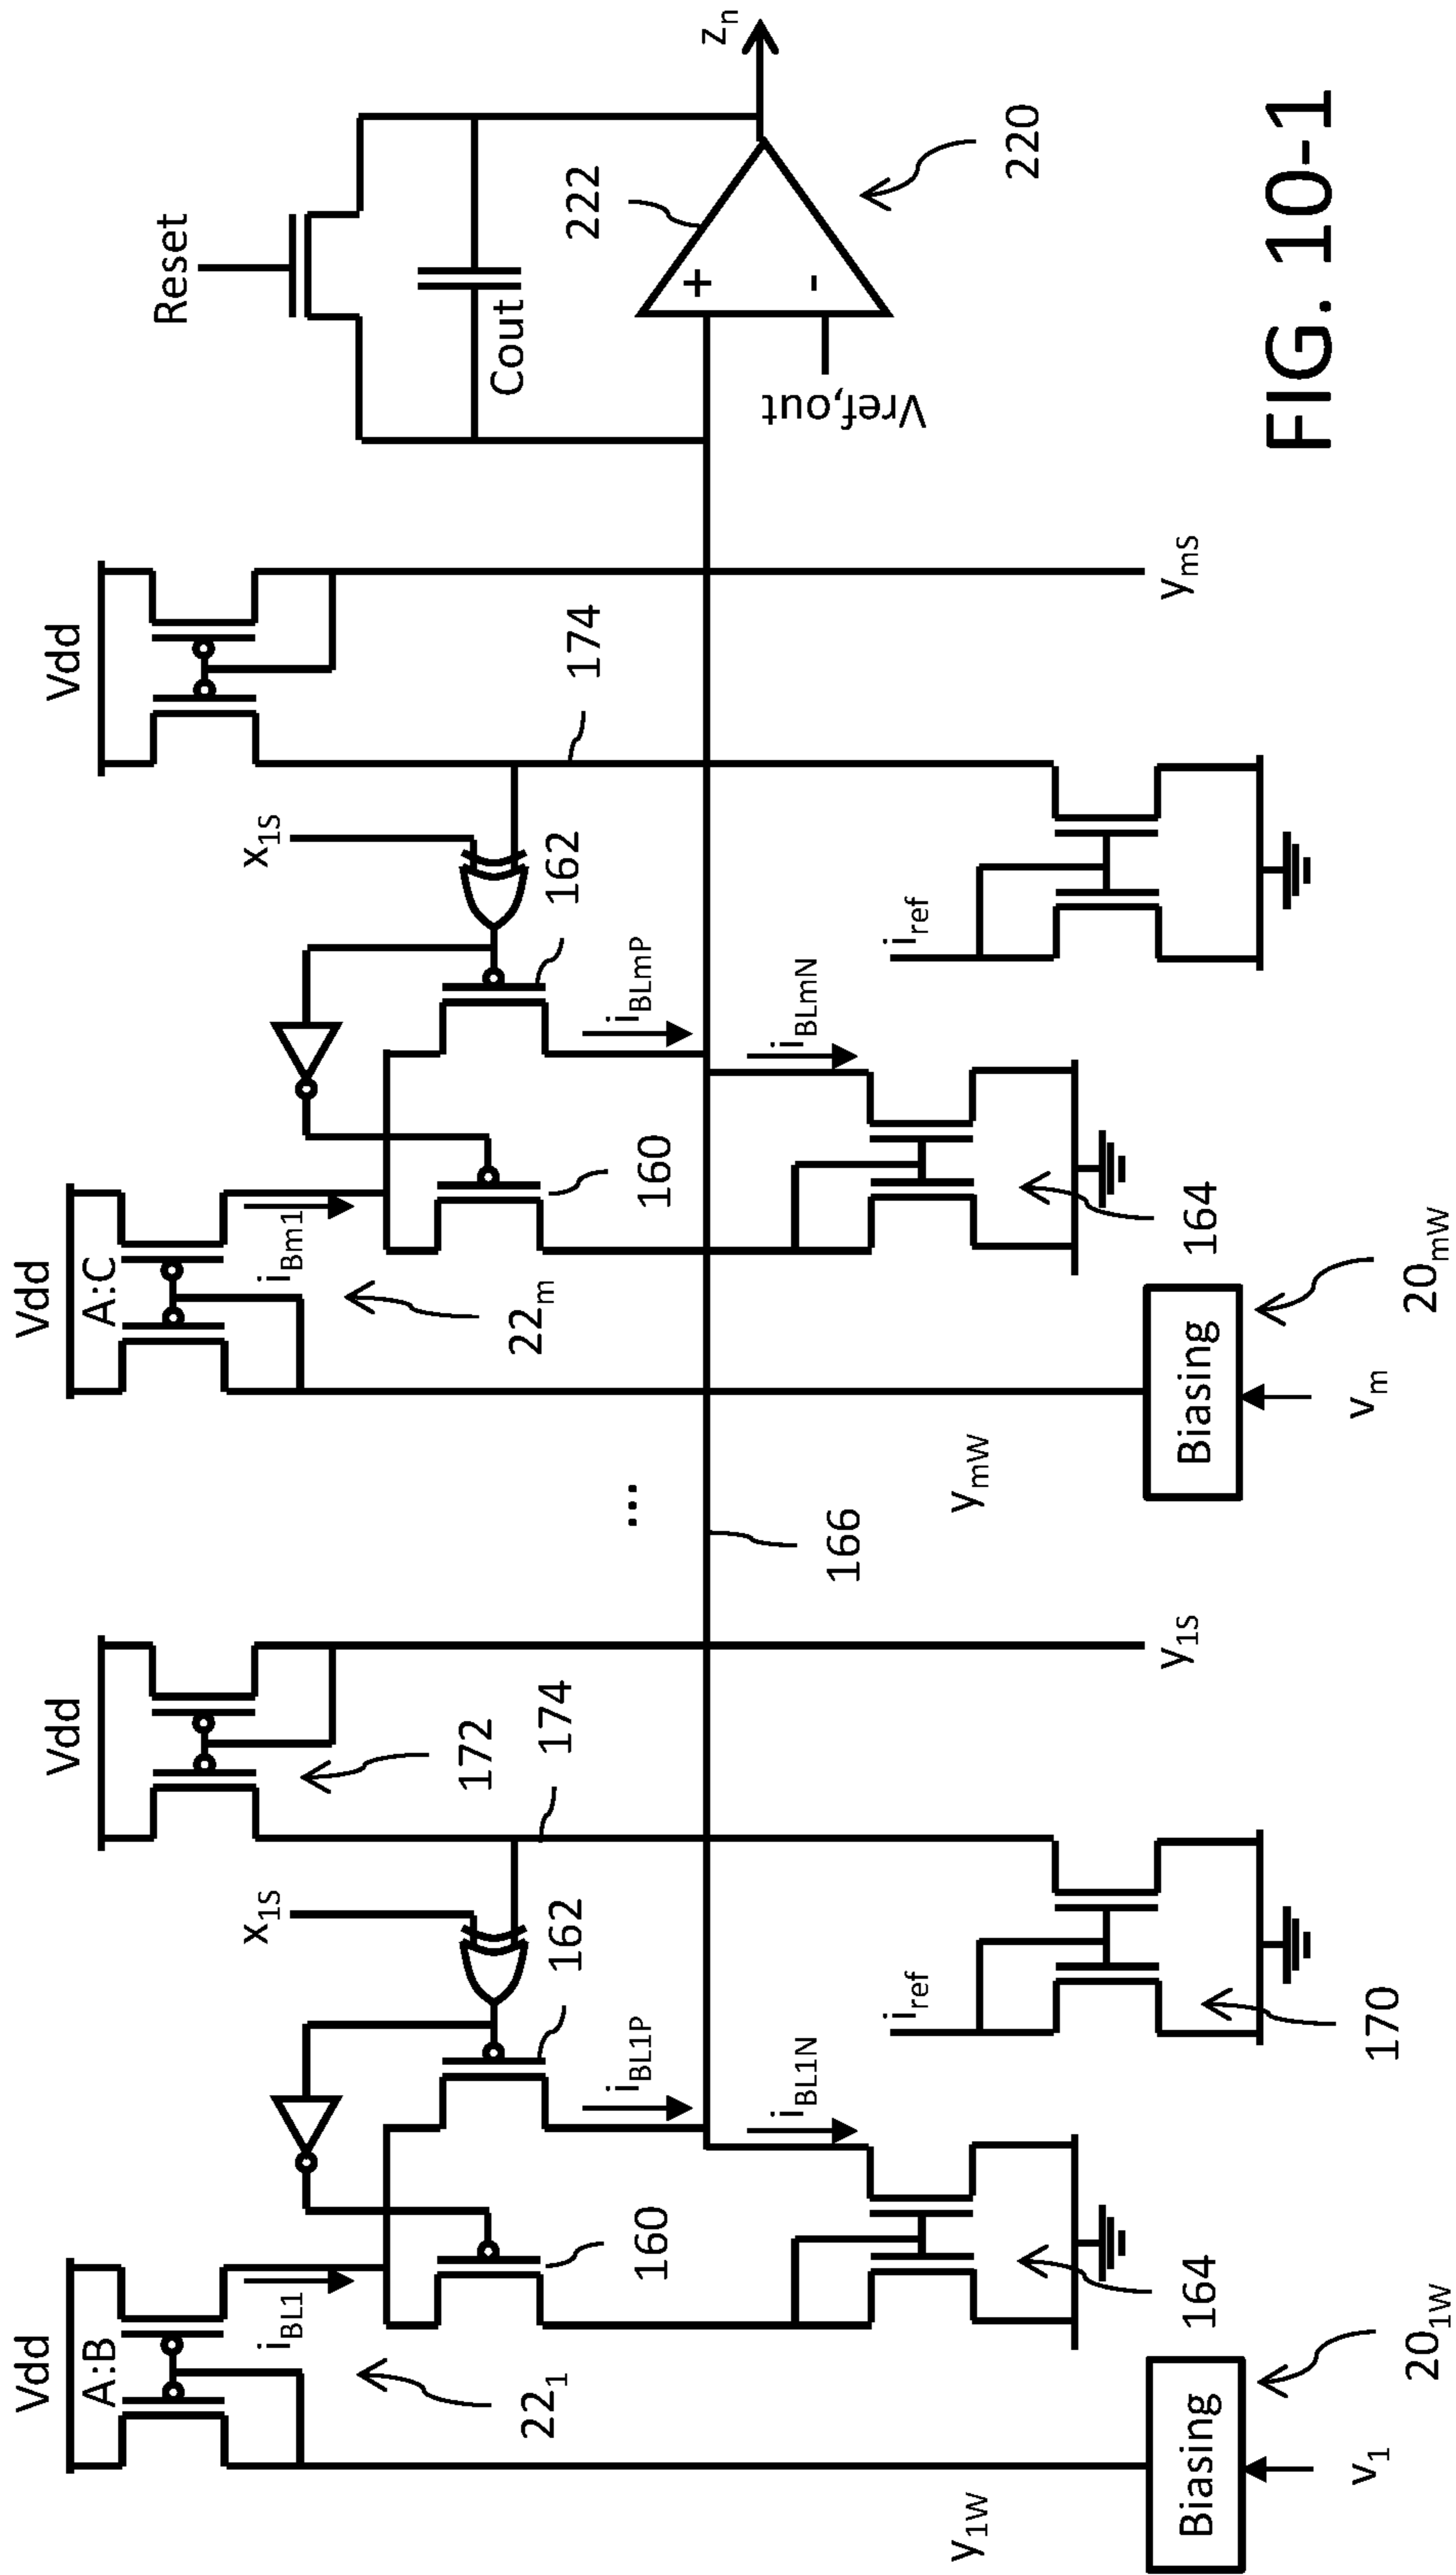 Vdd
A:B
i_BL1
22_1
y_1W
Biasing
v_1
20_1W
160
162
x_1S
i_BL1P
i_BL1N
164
Vdd
172
174
i_ref
170
y_1S
...
166
Vdd
A:C
i_Bm1
22_m
y_mW
Biasing
v_m
20_mW
160
162
x_1S
i_BLmP
i_BLmN
164
Vdd
174
i_ref
y_mS
Reset
Cout
222
+
-
Vref,out
z_n
220
FIG. 10-1